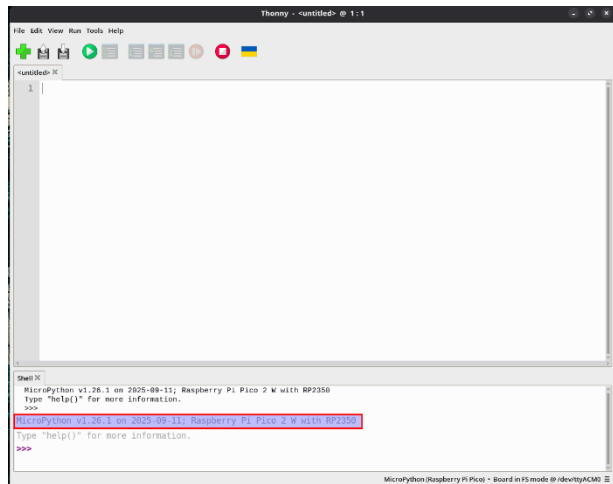 Thonny - <untitled> @ 1:1
File Edit View Run Tools Help
<untitled>
1
Shell
MicroPython v1.26.1 on 2025-09-11; Raspberry Pi Pico 2 W with RP2350
Type "help()" for more information.
>>>
MicroPython v1.26.1 on 2025-09-11; Raspberry Pi Pico 2 W with RP2350
Type "help()" for more information.
>>>
MicroPython (Raspberry Pi Pico) • Board in FS mode @ /dev/ttyACM0